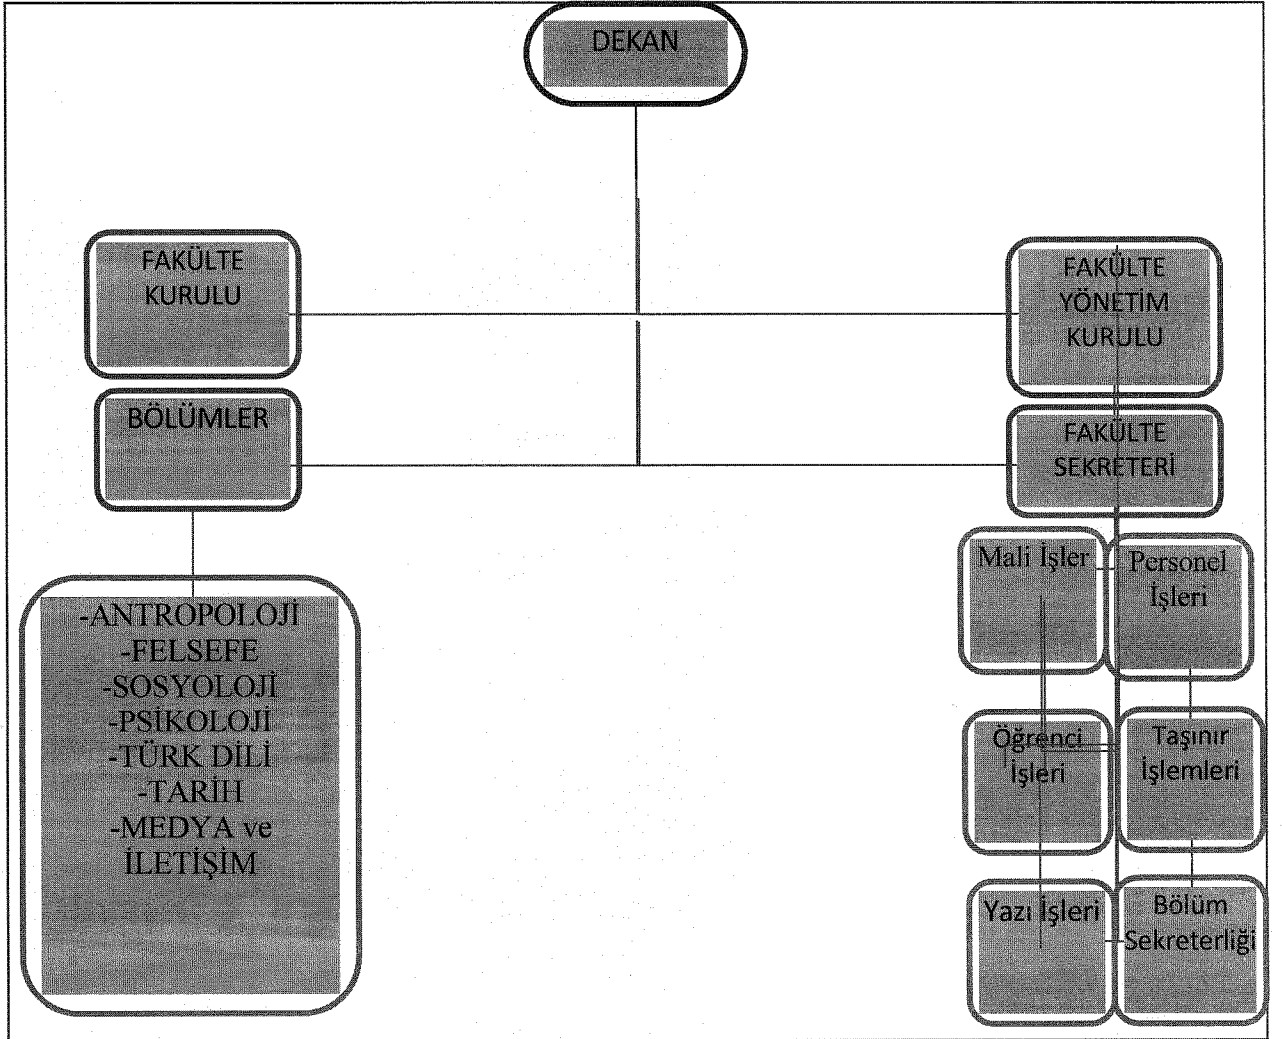 DEKAN
FAKÜLTE
KURULU
FAKÜLTE
YÖNETİM
KURULU
BÖLÜMLER
FAKÜLTE
SEKRETERİ
-ANTROPOLOJİ
-FELSEFE
-SOSYOLOJİ
-PSİKOLOJİ
-TÜRK DİLİ
-TARİH
-MEDYA ve
İLETİŞİM
Mali İşler
Personel
İşleri
Öğrenci
İşleri
Taşınır
İşlemleri
Yazı İşleri
Bölüm
Sekreterliği